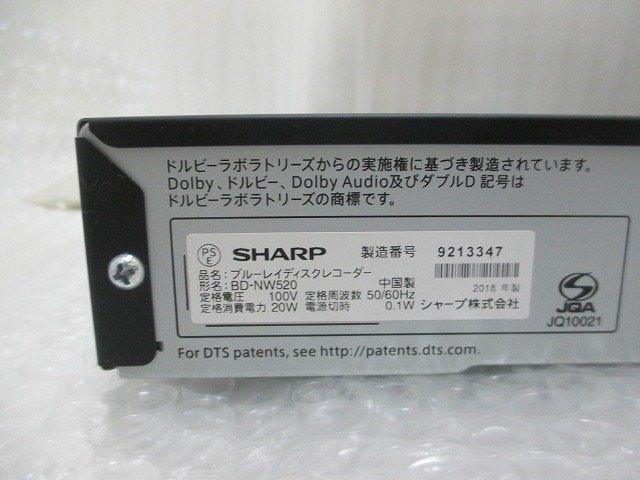 ドルビーラボラトリーズからの実施権に基づき製造されています。
Dolby、ドルビー、Dolby Audio及びダブルD 記号は
ドルビーラボラトリーズの商標です。
PS
E
SHARP 製造番号 9213347
品名：ブルーレイディスクレコーダー
形名：BD-NW520 中国製 2018 年製
定格電圧 100V 定格周波数 50/60Hz
定格消費電力 20W 電源切時 0.1W シャープ株式会社
JQA
JQ10021
For DTS patents, see http://patents.dts.com.